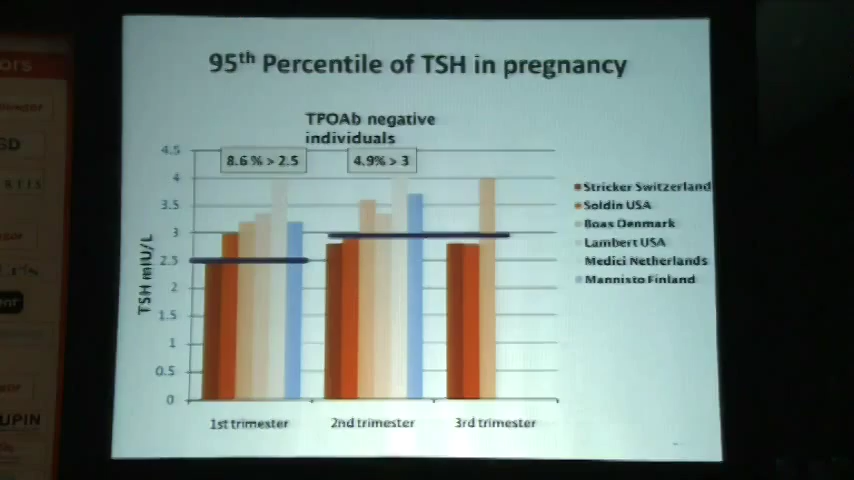 95th Percentile of TSH in pregnancy
TPOAb negative
individuals
8.6 % > 2.5
4.9% > 3
4.5
4
3.5
3
2.5
2
1.5
1
0.5
0
TSH mIU/L
1st trimester
2nd trimester
3rd trimester
Stricker Switzerland
Soldin USA
Boas Denmark
Lambert USA
Medici Netherlands
Mannisto Finland
UPIN